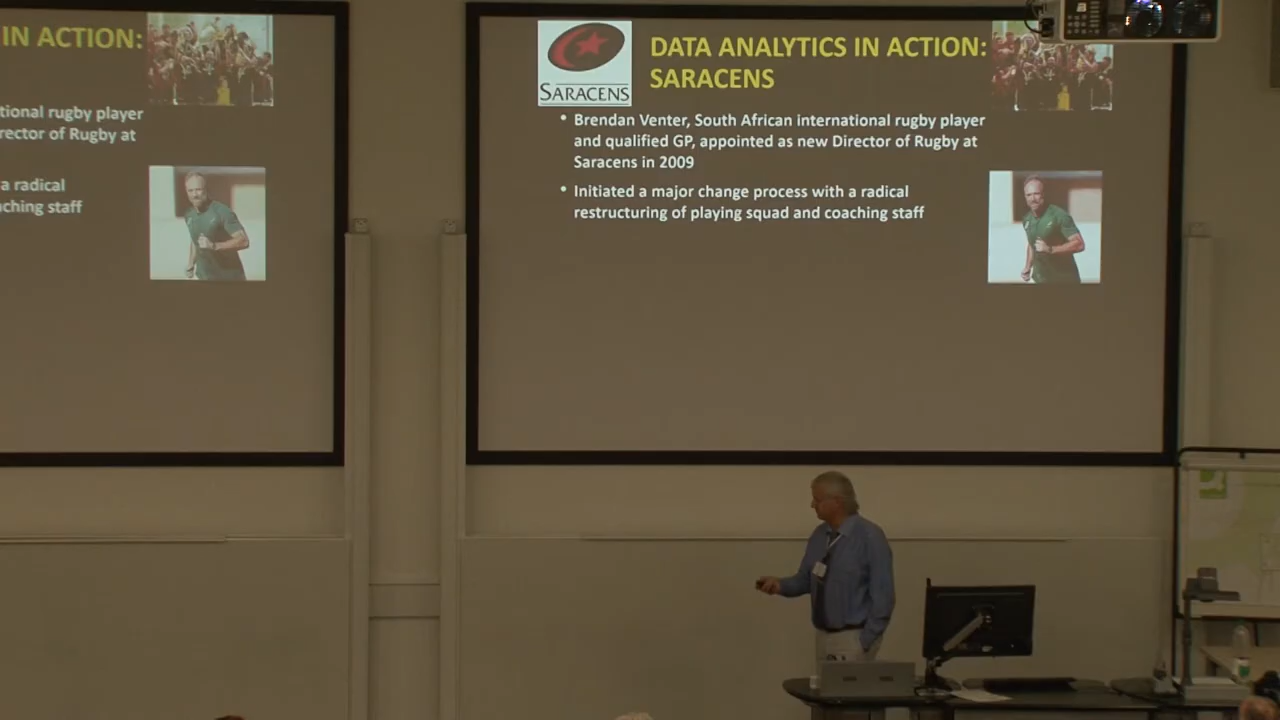 IN ACTION:
tional rugby player
rector of Rugby at
a radical
ching staff
SARACENS
DATA ANALYTICS IN ACTION:
SARACENS
• Brendan Venter, South African international rugby player
and qualified GP, appointed as new Director of Rugby at
Saracens in 2009
• Initiated a major change process with a radical
restructuring of playing squad and coaching staff